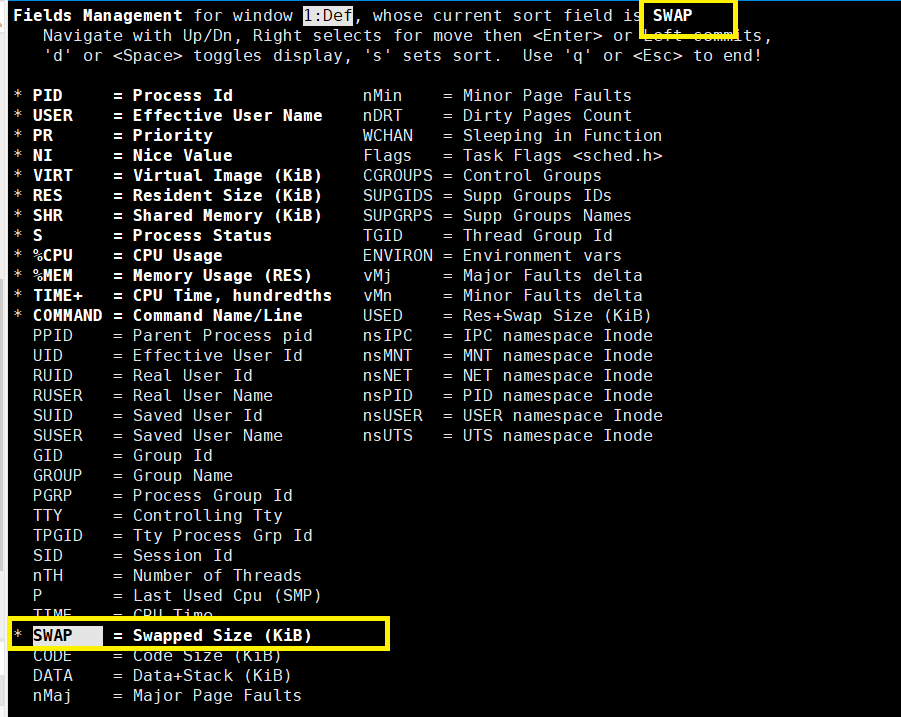 Fields Management for window 1:Def, whose current sort field is SWAP
Navigate with Up/Dn, Right selects for move then <Enter> or Left commits,
'd' or <Space> toggles display, 's' sets sort. Use 'q' or <Esc> to end!
* PID = Process Id nMin = Minor Page Faults
* USER = Effective User Name nDRT = Dirty Pages Count
* PR = Priority WCHAN = Sleeping in Function
* NI = Nice Value Flags = Task Flags <sched.h>
* VIRT = Virtual Image (KiB) CGROUPS = Control Groups
* RES = Resident Size (KiB) SUPGIDS = Supp Groups IDs
* SHR = Shared Memory (KiB) SUPGRPS = Supp Groups Names
* S = Process Status TGID = Thread Group Id
* %CPU = CPU Usage ENVIRON = Environment vars
* %MEM = Memory Usage (RES) vMj = Major Faults delta
* TIME+ = CPU Time, hundredths vMn = Minor Faults delta
* COMMAND = Command Name/Line USED = Res+Swap Size (KiB)
PPID = Parent Process pid nsIPC = IPC namespace Inode
UID = Effective User Id nsMNT = MNT namespace Inode
RUID = Real User Id nsNET = NET namespace Inode
RUSER = Real User Name nsPID = PID namespace Inode
SUID = Saved User Id nsUSER = USER namespace Inode
SUSER = Saved User Name nsUTS = UTS namespace Inode
GID = Group Id
GROUP = Group Name
PGRP = Process Group Id
TTY = Controlling Tty
TPGID = Tty Process Grp Id
SID = Session Id
nTH = Number of Threads
P = Last Used Cpu (SMP)
TIME = CPU Time
* SWAP = Swapped Size (KiB)
CODE = Code Size (KiB)
DATA = Data+Stack (KiB)
nMaj = Major Page Faults